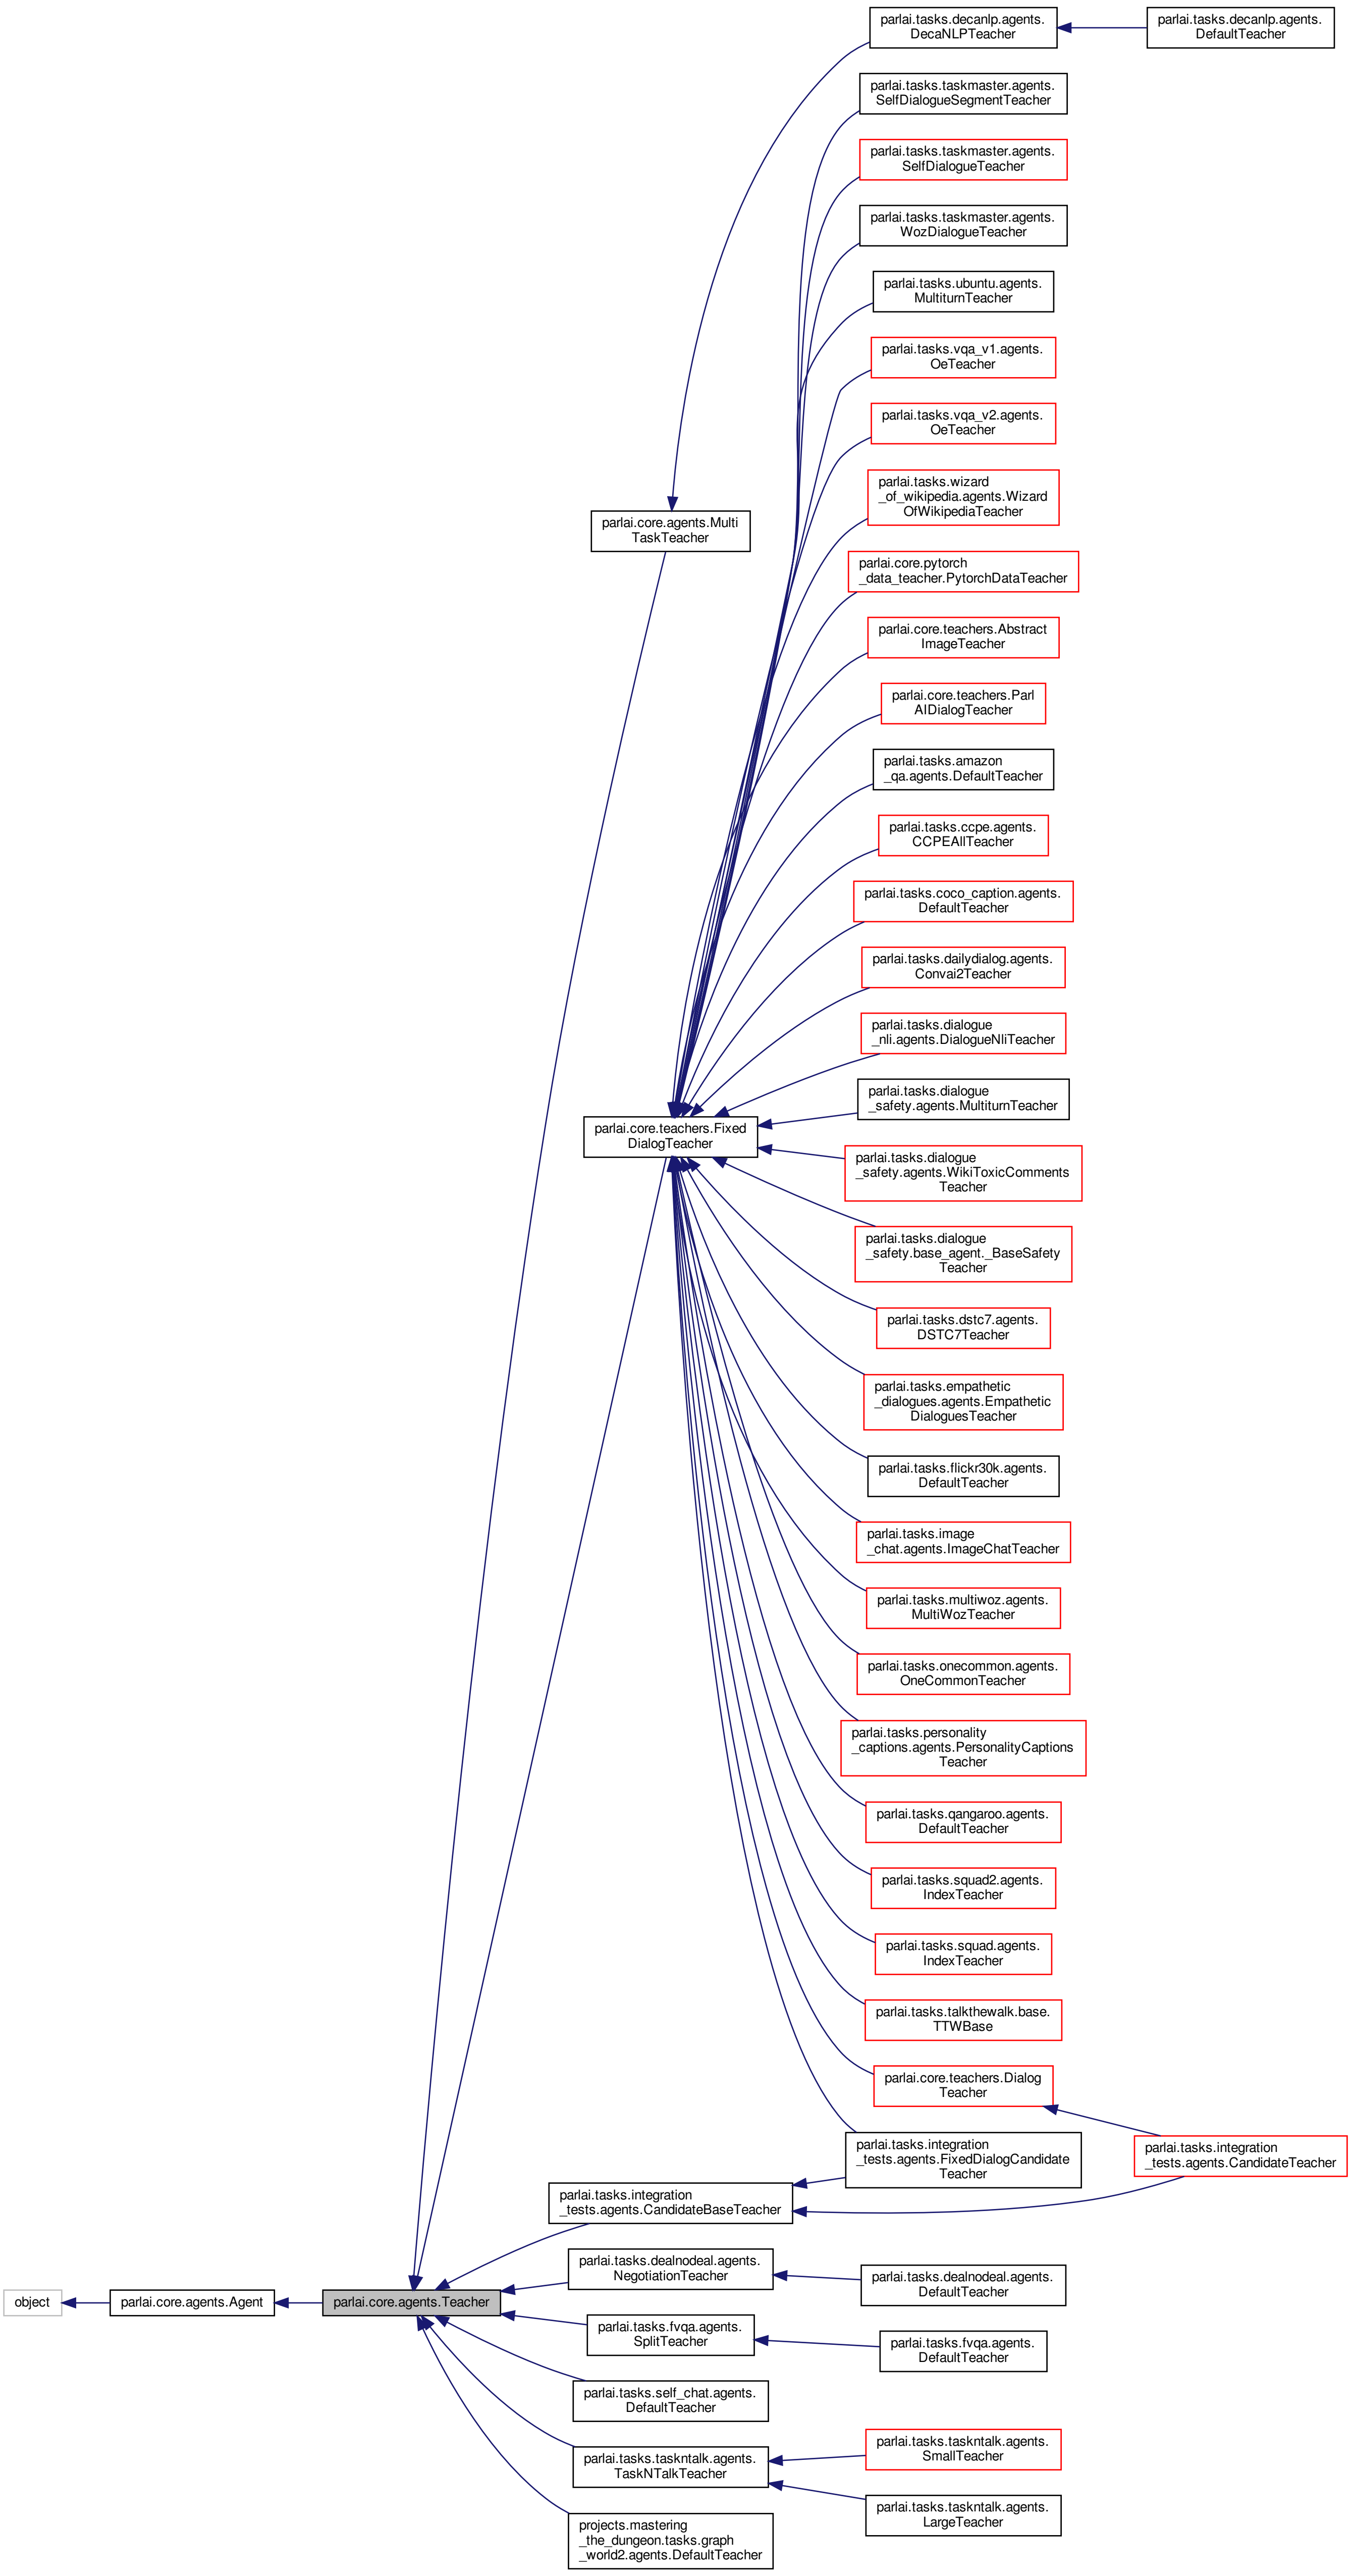 parlai.tasks.decanlp.agents.
DecaNLPTeacher
parlai.tasks.decanlp.agents.
DefaultTeacher
parlai.tasks.taskmaster.agents.
SelfDialogueSegmentTeacher
parlai.tasks.taskmaster.agents.
SelfDialogueTeacher
parlai.tasks.taskmaster.agents.
WozDialogueTeacher
parlai.tasks.ubuntu.agents.
MultiturnTeacher
parlai.tasks.vqa_v1.agents.
OeTeacher
parlai.tasks.vqa_v2.agents.
OeTeacher
parlai.tasks.wizard
_of_wikipedia.agents.Wizard
OfWikipediaTeacher
parlai.core.agents.Multi
TaskTeacher
parlai.core.pytorch
_data_teacher.PytorchDataTeacher
parlai.core.teachers.Abstract
ImageTeacher
parlai.core.teachers.Parl
AIDialogTeacher
parlai.tasks.amazon
_qa.agents.DefaultTeacher
parlai.tasks.ccpe.agents.
CCPEAllTeacher
parlai.tasks.coco_caption.agents.
DefaultTeacher
parlai.tasks.dailydialog.agents.
Convai2Teacher
parlai.tasks.dialogue
_nli.agents.DialogueNliTeacher
parlai.tasks.dialogue
_safety.agents.MultiturnTeacher
parlai.core.teachers.Fixed
DialogTeacher
parlai.tasks.dialogue
_safety.agents.WikiToxicComments
Teacher
parlai.tasks.dialogue
_safety.base_agent._BaseSafety
Teacher
parlai.tasks.dstc7.agents.
DSTC7Teacher
parlai.tasks.empathetic
_dialogues.agents.Empathetic
DialoguesTeacher
parlai.tasks.flickr30k.agents.
DefaultTeacher
parlai.tasks.image
_chat.agents.ImageChatTeacher
parlai.tasks.multiwoz.agents.
MultiWozTeacher
parlai.tasks.onecommon.agents.
OneCommonTeacher
parlai.tasks.personality
_captions.agents.PersonalityCaptions
Teacher
parlai.tasks.qangaroo.agents.
DefaultTeacher
parlai.tasks.squad2.agents.
IndexTeacher
parlai.tasks.squad.agents.
IndexTeacher
parlai.tasks.talkthewalk.base.
TTWBase
parlai.core.teachers.Dialog
Teacher
parlai.tasks.integration
_tests.agents.FixedDialogCandidate
Teacher
parlai.tasks.integration
_tests.agents.CandidateTeacher
parlai.tasks.integration
_tests.agents.CandidateBaseTeacher
parlai.tasks.dealnodeal.agents.
NegotiationTeacher
parlai.tasks.dealnodeal.agents.
DefaultTeacher
object
parlai.core.agents.Agent
parlai.core.agents.Teacher
parlai.tasks.fvqa.agents.
SplitTeacher
parlai.tasks.fvqa.agents.
DefaultTeacher
parlai.tasks.self_chat.agents.
DefaultTeacher
parlai.tasks.taskntalk.agents.
TaskNTalkTeacher
parlai.tasks.taskntalk.agents.
SmallTeacher
parlai.tasks.taskntalk.agents.
LargeTeacher
projects.mastering
_the_dungeon.tasks.graph
_world2.agents.DefaultTeacher